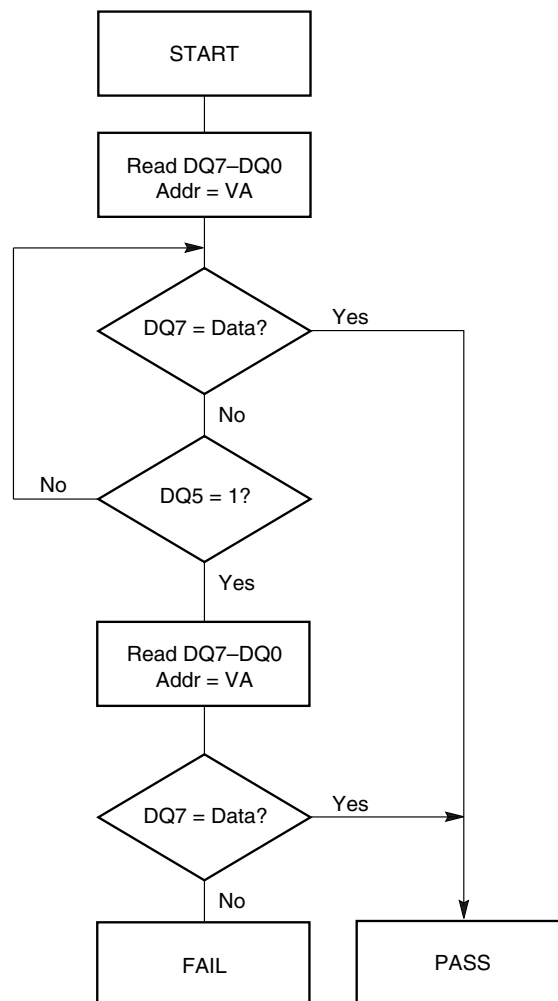 START
Read DQ7–DQ0
Addr = VA
DQ7 = Data?
Yes
No
No
DQ5 = 1?
Yes
Read DQ7–DQ0
Addr = VA
DQ7 = Data?
Yes
No
FAIL
PASS